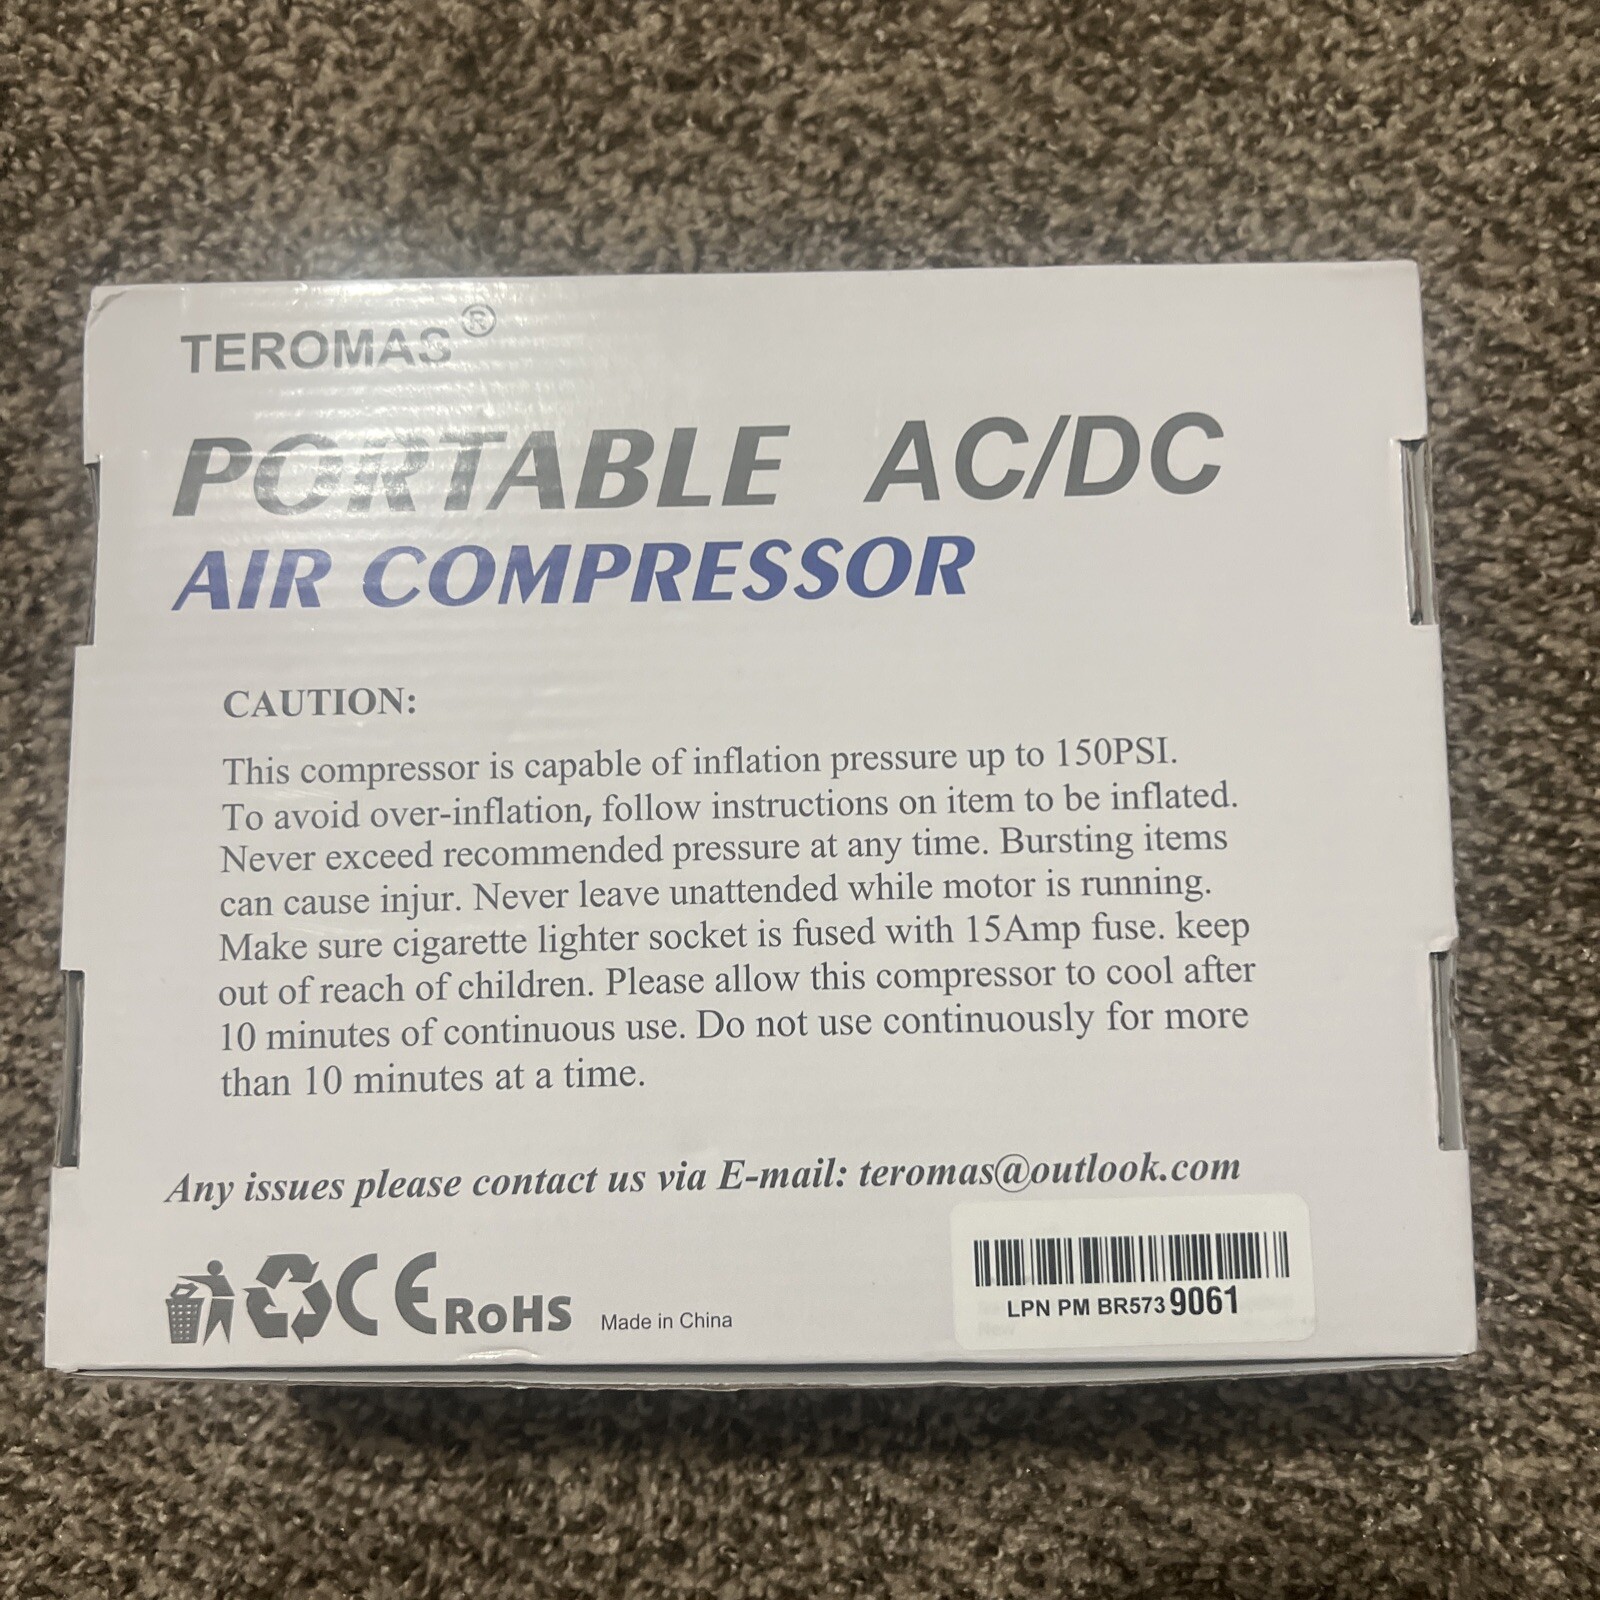 TEROMAS®
PORTABLE AC/DC
AIR COMPRESSOR
CAUTION:
This compressor is capable of inflation pressure up to 150PSI.
To avoid over-inflation, follow instructions on item to be inflated.
Never exceed recommended pressure at any time. Bursting items
can cause injur. Never leave unattended while motor is running.
Make sure cigarette lighter socket is fused with 15Amp fuse. keep
out of reach of children. Please allow this compressor to cool after
10 minutes of continuous use. Do not use continuously for more
than 10 minutes at a time.
Any issues please contact us via E-mail: teromas@outlook.com
CE RoHS Made in China
LPN PM BR573 9061